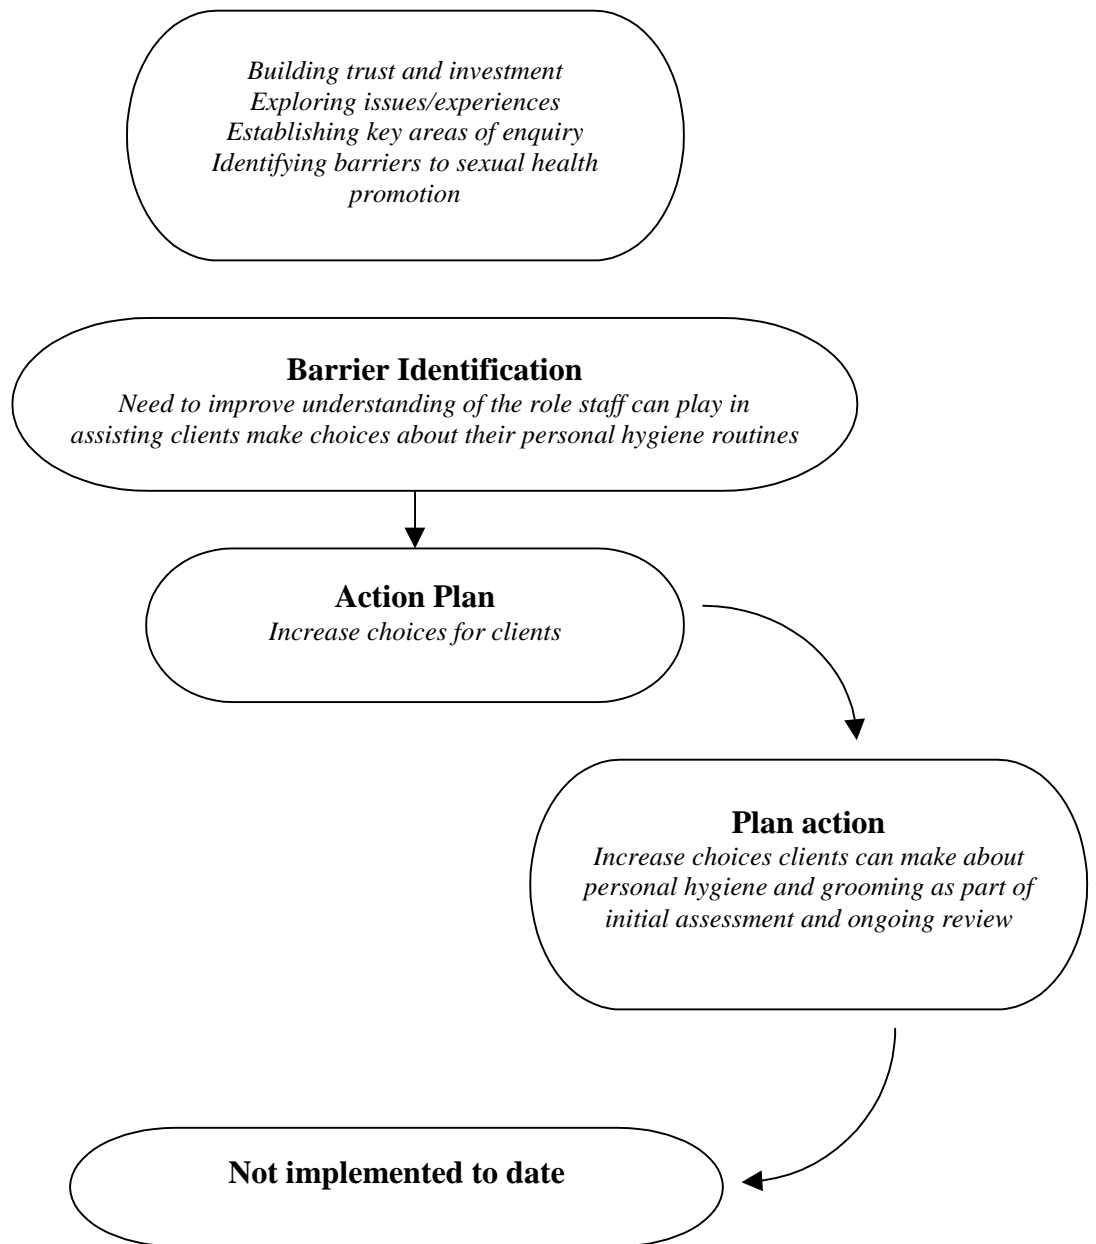 Building trust and investment
Exploring issues/experiences
Establishing key areas of enquiry
Identifying barriers to sexual health
promotion
Barrier Identification
Need to improve understanding of the role staff can play in
assisting clients make choices about their personal hygiene routines
Action Plan
Increase choices for clients
Plan action
Increase choices clients can make about
personal hygiene and grooming as part of
initial assessment and ongoing review
Not implemented to date